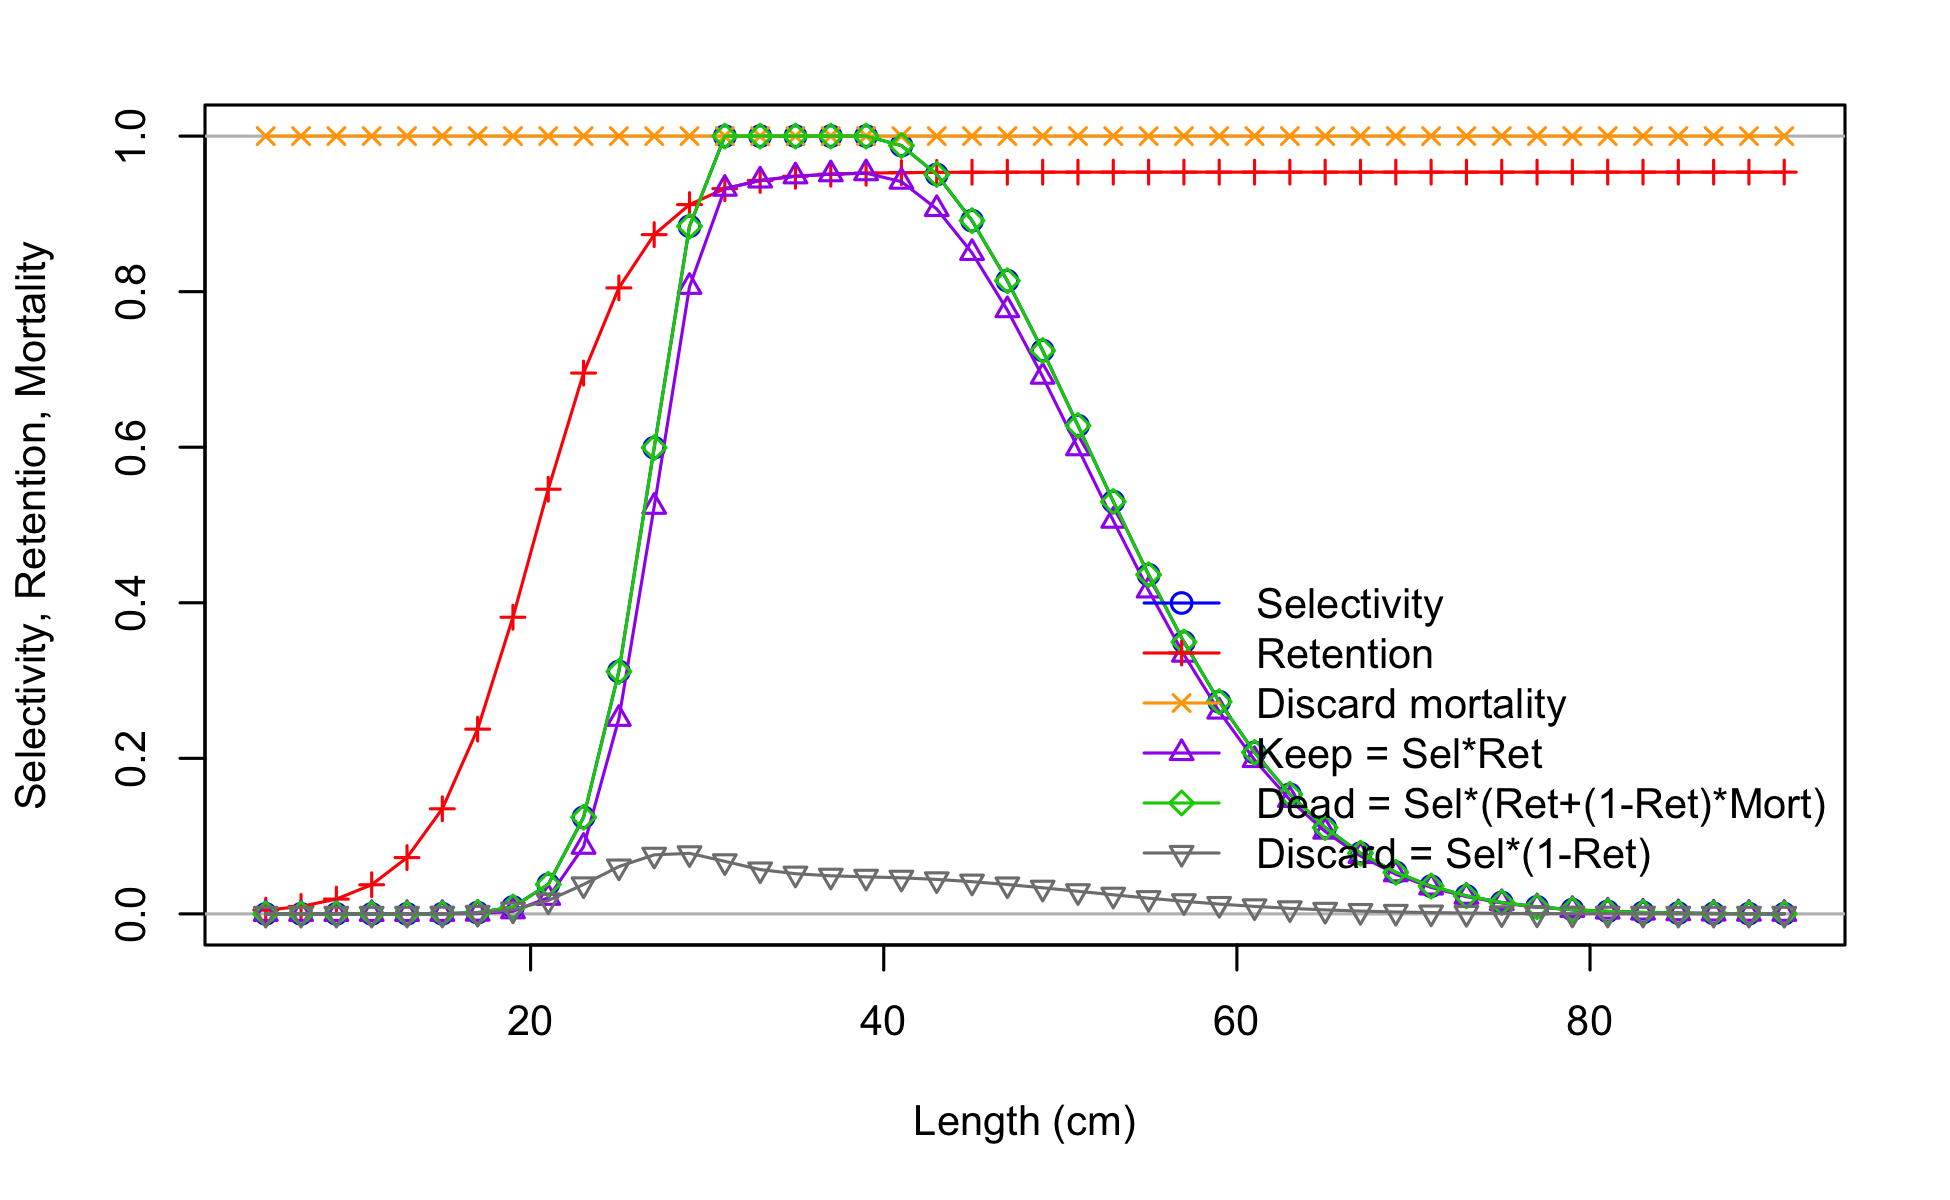 Selectivity, Retention, Mortality
1.0
0.8
0.6
0.4
0.2
0.0
20 40 60 80
Length (cm)
Selectivity
Retention
Discard mortality
Keep = Sel*Ret
Dead = Sel*(Ret+(1-Ret)*Mort)
Discard = Sel*(1-Ret)